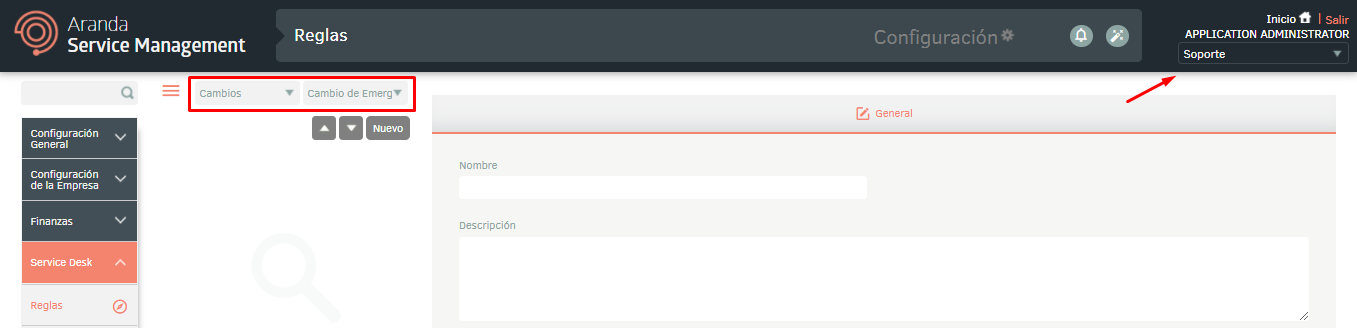 Aranda
Service Management
Reglas
Configuración
Inicio | Salir
APPLICATION ADMINISTRATOR
Soporte
Cambios
Cambio de Emerg
Nuevo
Configuración
General
Configuración
de la Empresa
Finanzas
Service Desk
Reglas
General
Nombre
Descripción